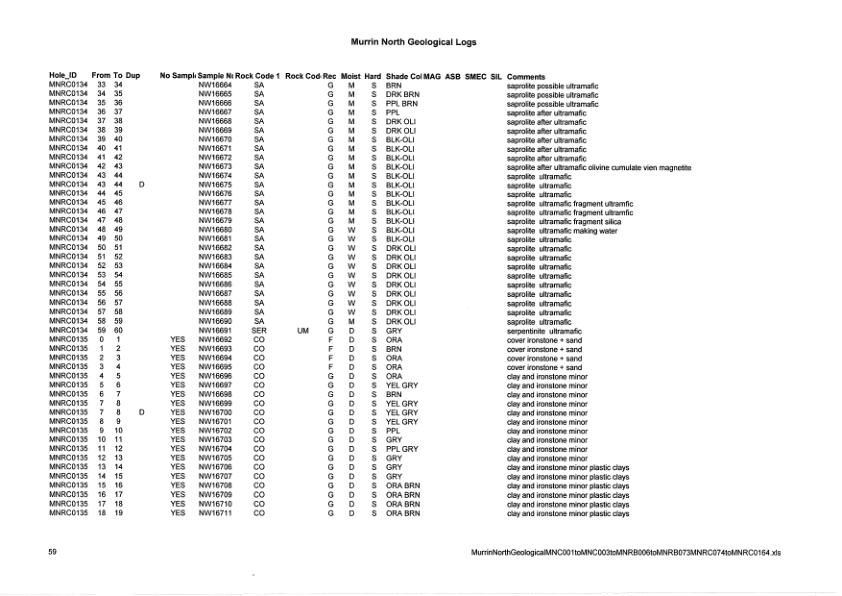 Murrin North Geological Logs
Hole_ID From To Dup No Sampl Sample N Rock Code 1 Rock Cod Rec Moist Hard Shade Col MAG ASB SMEC SIL Comments
MNRC0134 33 34 NW16664 SA G M S BRN saprolite possible ultramafic
MNRC0134 34 35 NW16665 SA G M S DRK BRN saprolite possible ultramafic
MNRC0134 35 36 NW16666 SA G M S PPL BRN saprolite possible ultramafic
MNRC0134 36 37 NW16667 SA G M S PPL saprolite after ultramafic
MNRC0134 37 38 NW16668 SA G M S DRK OLI saprolite after ultramafic
MNRC0134 38 39 NW16669 SA G M S DRK OLI saprolite after ultramafic
MNRC0134 39 40 NW16670 SA G M S BLK-OLI saprolite after ultramafic
MNRC0134 40 41 NW16671 SA G M S BLK-OLI saprolite after ultramafic
MNRC0134 41 42 NW16672 SA G M S BLK-OLI saprolite after ultramafic
MNRC0134 42 43 NW16673 SA G M S BLK-OLI saprolite after ultramafic olivine cumulate vien magnetite
MNRC0134 43 44 NW16674 SA G M S BLK-OLI saprolite ultramafic
MNRC0134 43 44 D NW16675 SA G M S BLK-OLI saprolite ultramafic
MNRC0134 44 45 NW16676 SA G M S BLK-OLI saprolite ultramafic
MNRC0134 45 46 NW16677 SA G M S BLK-OLI saprolite ultramafic fragment ultramfic
MNRC0134 46 47 NW16678 SA G M S BLK-OLI saprolite ultramafic fragment ultramfic
MNRC0134 47 48 NW16679 SA G M S BLK-OLI saprolite ultramafic fragment silica
MNRC0134 48 49 NW16680 SA G W S BLK-OLI saprolite ultramafic making water
MNRC0134 49 50 NW16681 SA G W S BLK-OLI saprolite ultramafic
MNRC0134 50 51 NW16682 SA G W S DRK OLI saprolite ultramafic
MNRC0134 51 52 NW16683 SA G W S DRK OLI saprolite ultramafic
MNRC0134 52 53 NW16684 SA G W S DRK OLI saprolite ultramafic
MNRC0134 53 54 NW16685 SA G W S DRK OLI saprolite ultramafic
MNRC0134 54 55 NW16686 SA G W S DRK OLI saprolite ultramafic
MNRC0134 55 56 NW16687 SA G W S DRK OLI saprolite ultramafic
MNRC0134 56 57 NW16688 SA G W S DRK OLI saprolite ultramafic
MNRC0134 57 58 NW16689 SA G W S DRK OLI saprolite ultramafic
MNRC0134 58 59 NW16690 SA G M S DRK OLI saprolite ultramafic
MNRC0134 59 60 NW16691 SER UM G D S GRY serpentinite ultramafic
MNRC0135 0 1 YES NW16692 CO F D S ORA cover ironstone + sand
MNRC0135 1 2 YES NW16693 CO F D S BRN cover ironstone + sand
MNRC0135 2 3 YES NW16694 CO F D S ORA cover ironstone + sand
MNRC0135 3 4 YES NW16695 CO F D S ORA cover ironstone + sand
MNRC0135 4 5 YES NW16696 CO G D S ORA clay and ironstone minor
MNRC0135 5 6 YES NW16697 CO G D S YEL GRY clay and ironstone minor
MNRC0135 6 7 YES NW16698 CO G D S BRN clay and ironstone minor
MNRC0135 7 8 YES NW16699 CO G D S YEL GRY clay and ironstone minor
MNRC0135 7 8 D YES NW16700 CO G D S YEL GRY clay and ironstone minor
MNRC0135 8 9 YES NW16701 CO G D S YEL GRY clay and ironstone minor
MNRC0135 9 10 YES NW16702 CO G D S PPL clay and ironstone minor
MNRC0135 10 11 YES NW16703 CO G D S GRY clay and ironstone minor
MNRC0135 11 12 YES NW16704 CO G D S PPL GRY clay and ironstone minor
MNRC0135 12 13 YES NW16705 CO G D S GRY clay and ironstone minor
MNRC0135 13 14 YES NW16706 CO G D S GRY clay and ironstone minor plastic clays
MNRC0135 14 15 YES NW16707 CO G D S GRY clay and ironstone minor plastic clays
MNRC0135 15 16 YES NW16708 CO G D S ORA BRN clay and ironstone minor plastic clays
MNRC0135 16 17 YES NW16709 CO G D S ORA BRN clay and ironstone minor plastic clays
MNRC0135 17 18 YES NW16710 CO G D S ORA BRN clay and ironstone minor plastic clays
MNRC0135 18 19 YES NW16711 CO G D S ORA BRN clay and ironstone minor plastic clays
59 MurrinNorthGeologicalMNC001toMNC003toMNRB006toMNRB073MNRC074toMNRC0164.xls